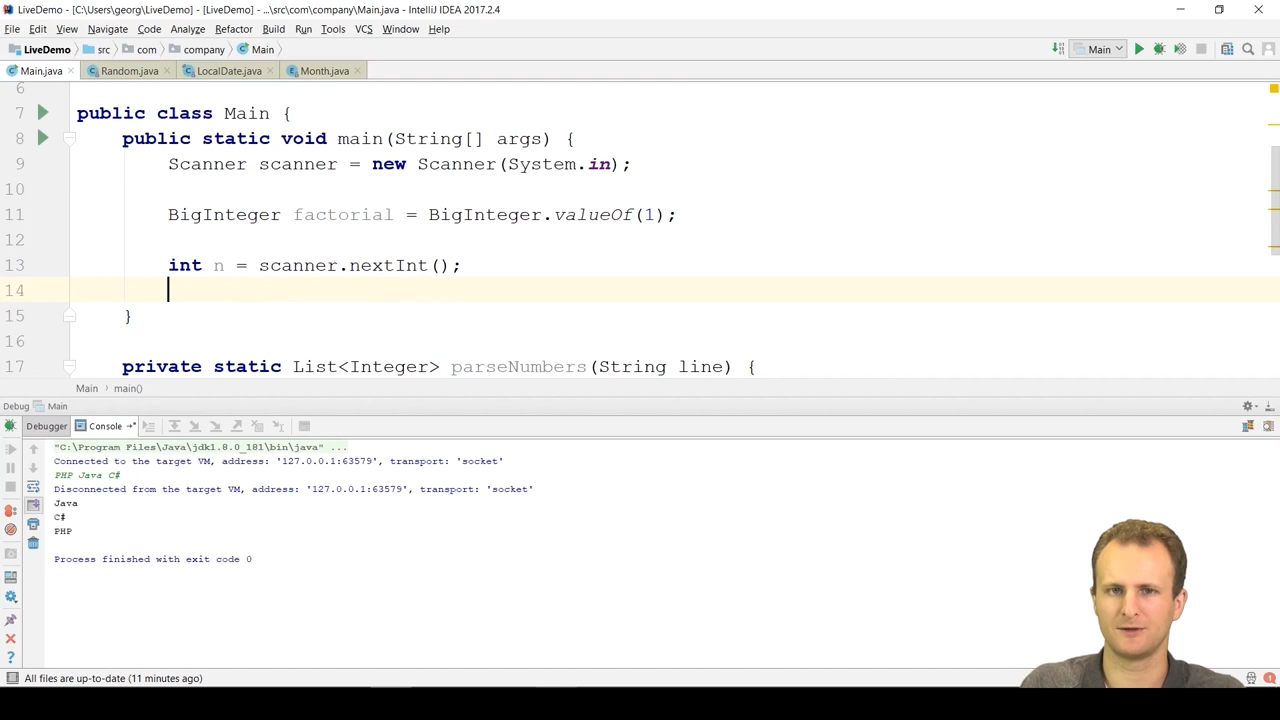 LiveDemo - [C:\Users\georg\LiveDemo] - [LiveDemo] - ...\src\com\company\Main.java - IntelliJ IDEA 2017.2.4
File Edit View Navigate Code Analyze Refactor Build Run Tools VCS Window Help
LiveDemo src com company Main Main
Main.java Random.java LocalDate.java Month.java
6
7 public class Main {
8 public static void main(String[] args) {
9 Scanner scanner = new Scanner(System.in);
10
11 BigInteger factorial = BigInteger.valueOf(1);
12
13 int n = scanner.nextInt();
14
15 }
16
17 private static List<Integer> parseNumbers(String line) {
Main main()
Debug Main
Debugger Console
"C:\Program Files\Java\jdk1.8.0_181\bin\java" ...
Connected to the target VM, address: '127.0.0.1:63579', transport: 'socket'
PHP Java C#
Disconnected from the target VM, address: '127.0.0.1:63579', transport: 'socket'
Java
C#
PHP
Process finished with exit code 0
All files are up-to-date (11 minutes ago)